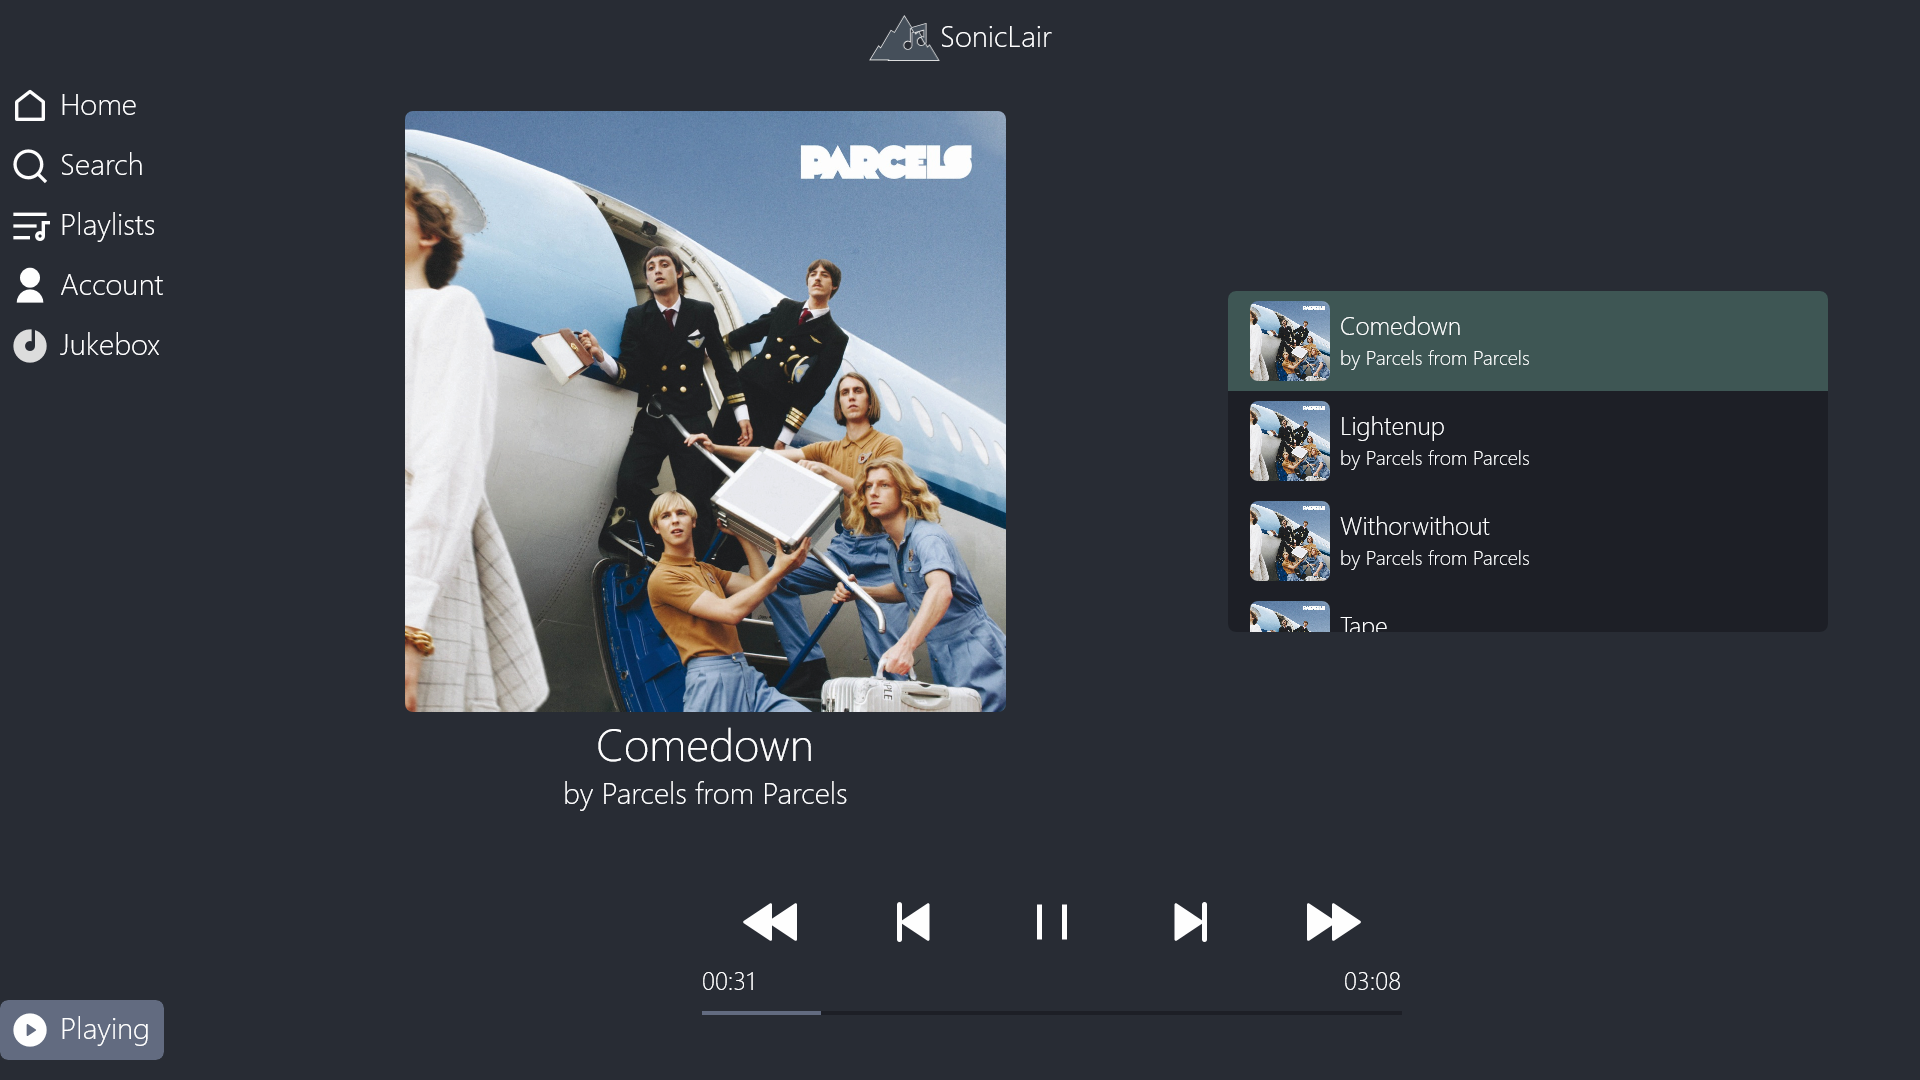 SonicLair
Home
Search
Playlists
Account
Jukebox
PARCELS
Comedown
by Parcels from Parcels
Comedown
by Parcels from Parcels
Lightenup
by Parcels from Parcels
Withorwithout
by Parcels from Parcels
Tape
00:31
03:08
Playing